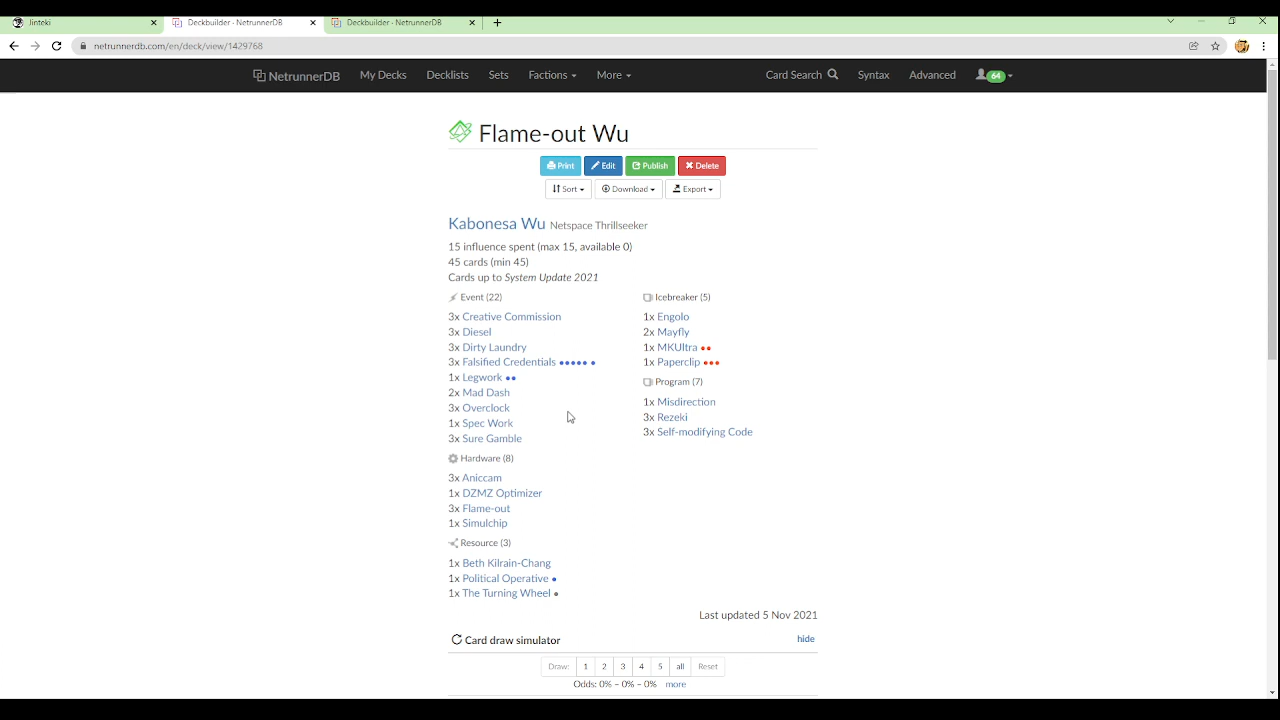 Jinteki
Deckbuilder · NetrunnerDB
Deckbuilder · NetrunnerDB
netrunnerdb.com/en/deck/view/1429768
NetrunnerDB My Decks Decklists Sets Factions More Card Search Syntax Advanced 64
Flame-out Wu
Print Edit Publish Delete
Sort Download Export
Kabonesa Wu Netspace Thrillseeker
15 influence spent (max 15, available 0)
45 cards (min 45)
Cards up to System Update 2021
Event (22)
3x Creative Commission
3x Diesel
3x Dirty Laundry
3x Falsified Credentials
1x Legwork
2x Mad Dash
3x Overclock
1x Spec Work
3x Sure Gamble
Hardware (8)
3x Aniccam
1x DZMZ Optimizer
3x Flame-out
1x Simulchip
Resource (3)
1x Beth Kilrain-Chang
1x Political Operative
1x The Turning Wheel
Icebreaker (5)
1x Engolo
2x Mayfly
1x MKUltra
1x Paperclip
Program (7)
1x Misdirection
3x Rezeki
3x Self-modifying Code
Last updated 5 Nov 2021
Card draw simulator hide
Draw: 1 2 3 4 5 all Reset
Odds: 0% – 0% – 0% more